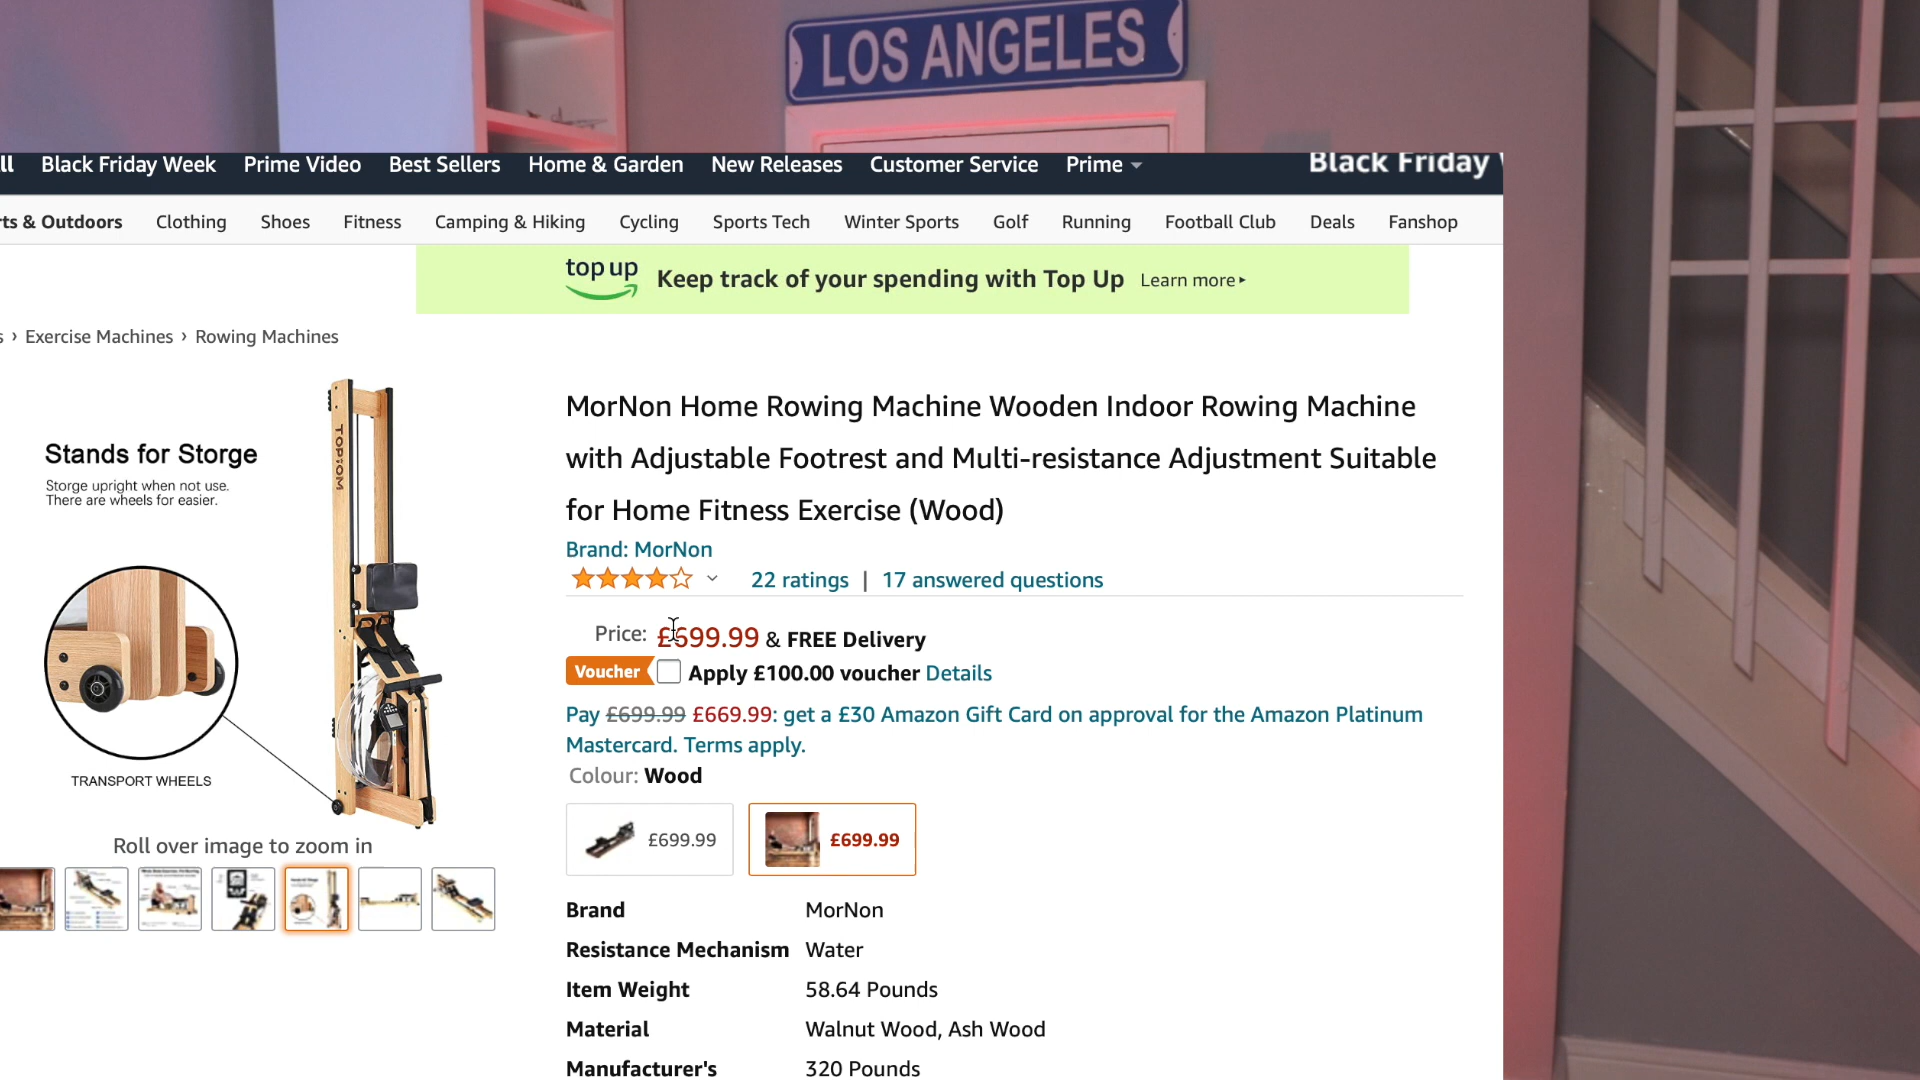 LOS ANGELES
ll Black Friday Week Prime Video Best Sellers Home & Garden New Releases Customer Service Prime Black Friday
rts & Outdoors Clothing Shoes Fitness Camping & Hiking Cycling Sports Tech Winter Sports Golf Running Football Club Deals Fanshop
top up Keep track of your spending with Top Up Learn more ▸
s › Exercise Machines › Rowing Machines
Stands for Storge
Storge upright when not use.
There are wheels for easier.
TOPIOM
TRANSPORT WHEELS
Roll over image to zoom in
MorNon Home Rowing Machine Wooden Indoor Rowing Machine
with Adjustable Footrest and Multi-resistance Adjustment Suitable
for Home Fitness Exercise (Wood)
Brand: MorNon
22 ratings | 17 answered questions
Price: £699.99 & FREE Delivery
Voucher Apply £100.00 voucher Details
Pay £699.99 £669.99: get a £30 Amazon Gift Card on approval for the Amazon Platinum
Mastercard. Terms apply.
Colour: Wood
£699.99 £699.99
Brand MorNon
Resistance Mechanism Water
Item Weight 58.64 Pounds
Material Walnut Wood, Ash Wood
Manufacturer's 320 Pounds